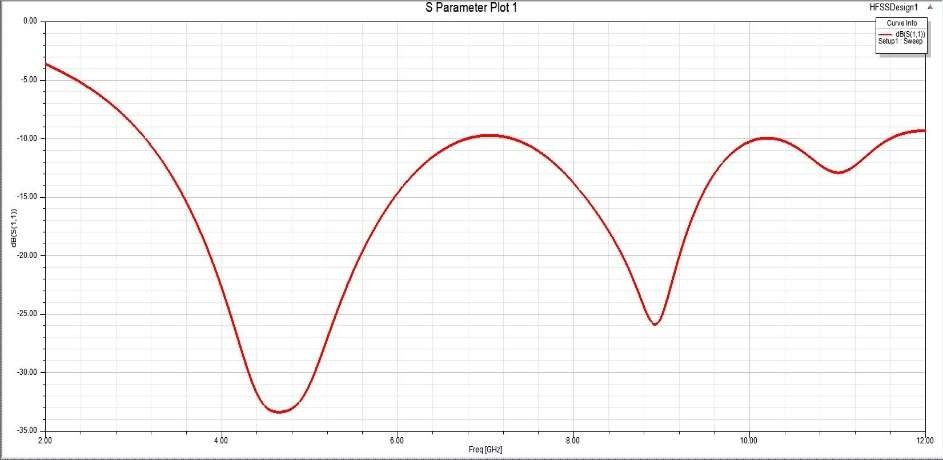 S Parameter Plot 1
HFSSDesign1
Curve Info
dB(S(1,1))
Setup1 : Sweep
0.00
-5.00
-10.00
-15.00
-20.00
-25.00
-30.00
-35.00
dB(S(1,1))
2.00 4.00 6.00 8.00 10.00 12.00
Freq [GHz]